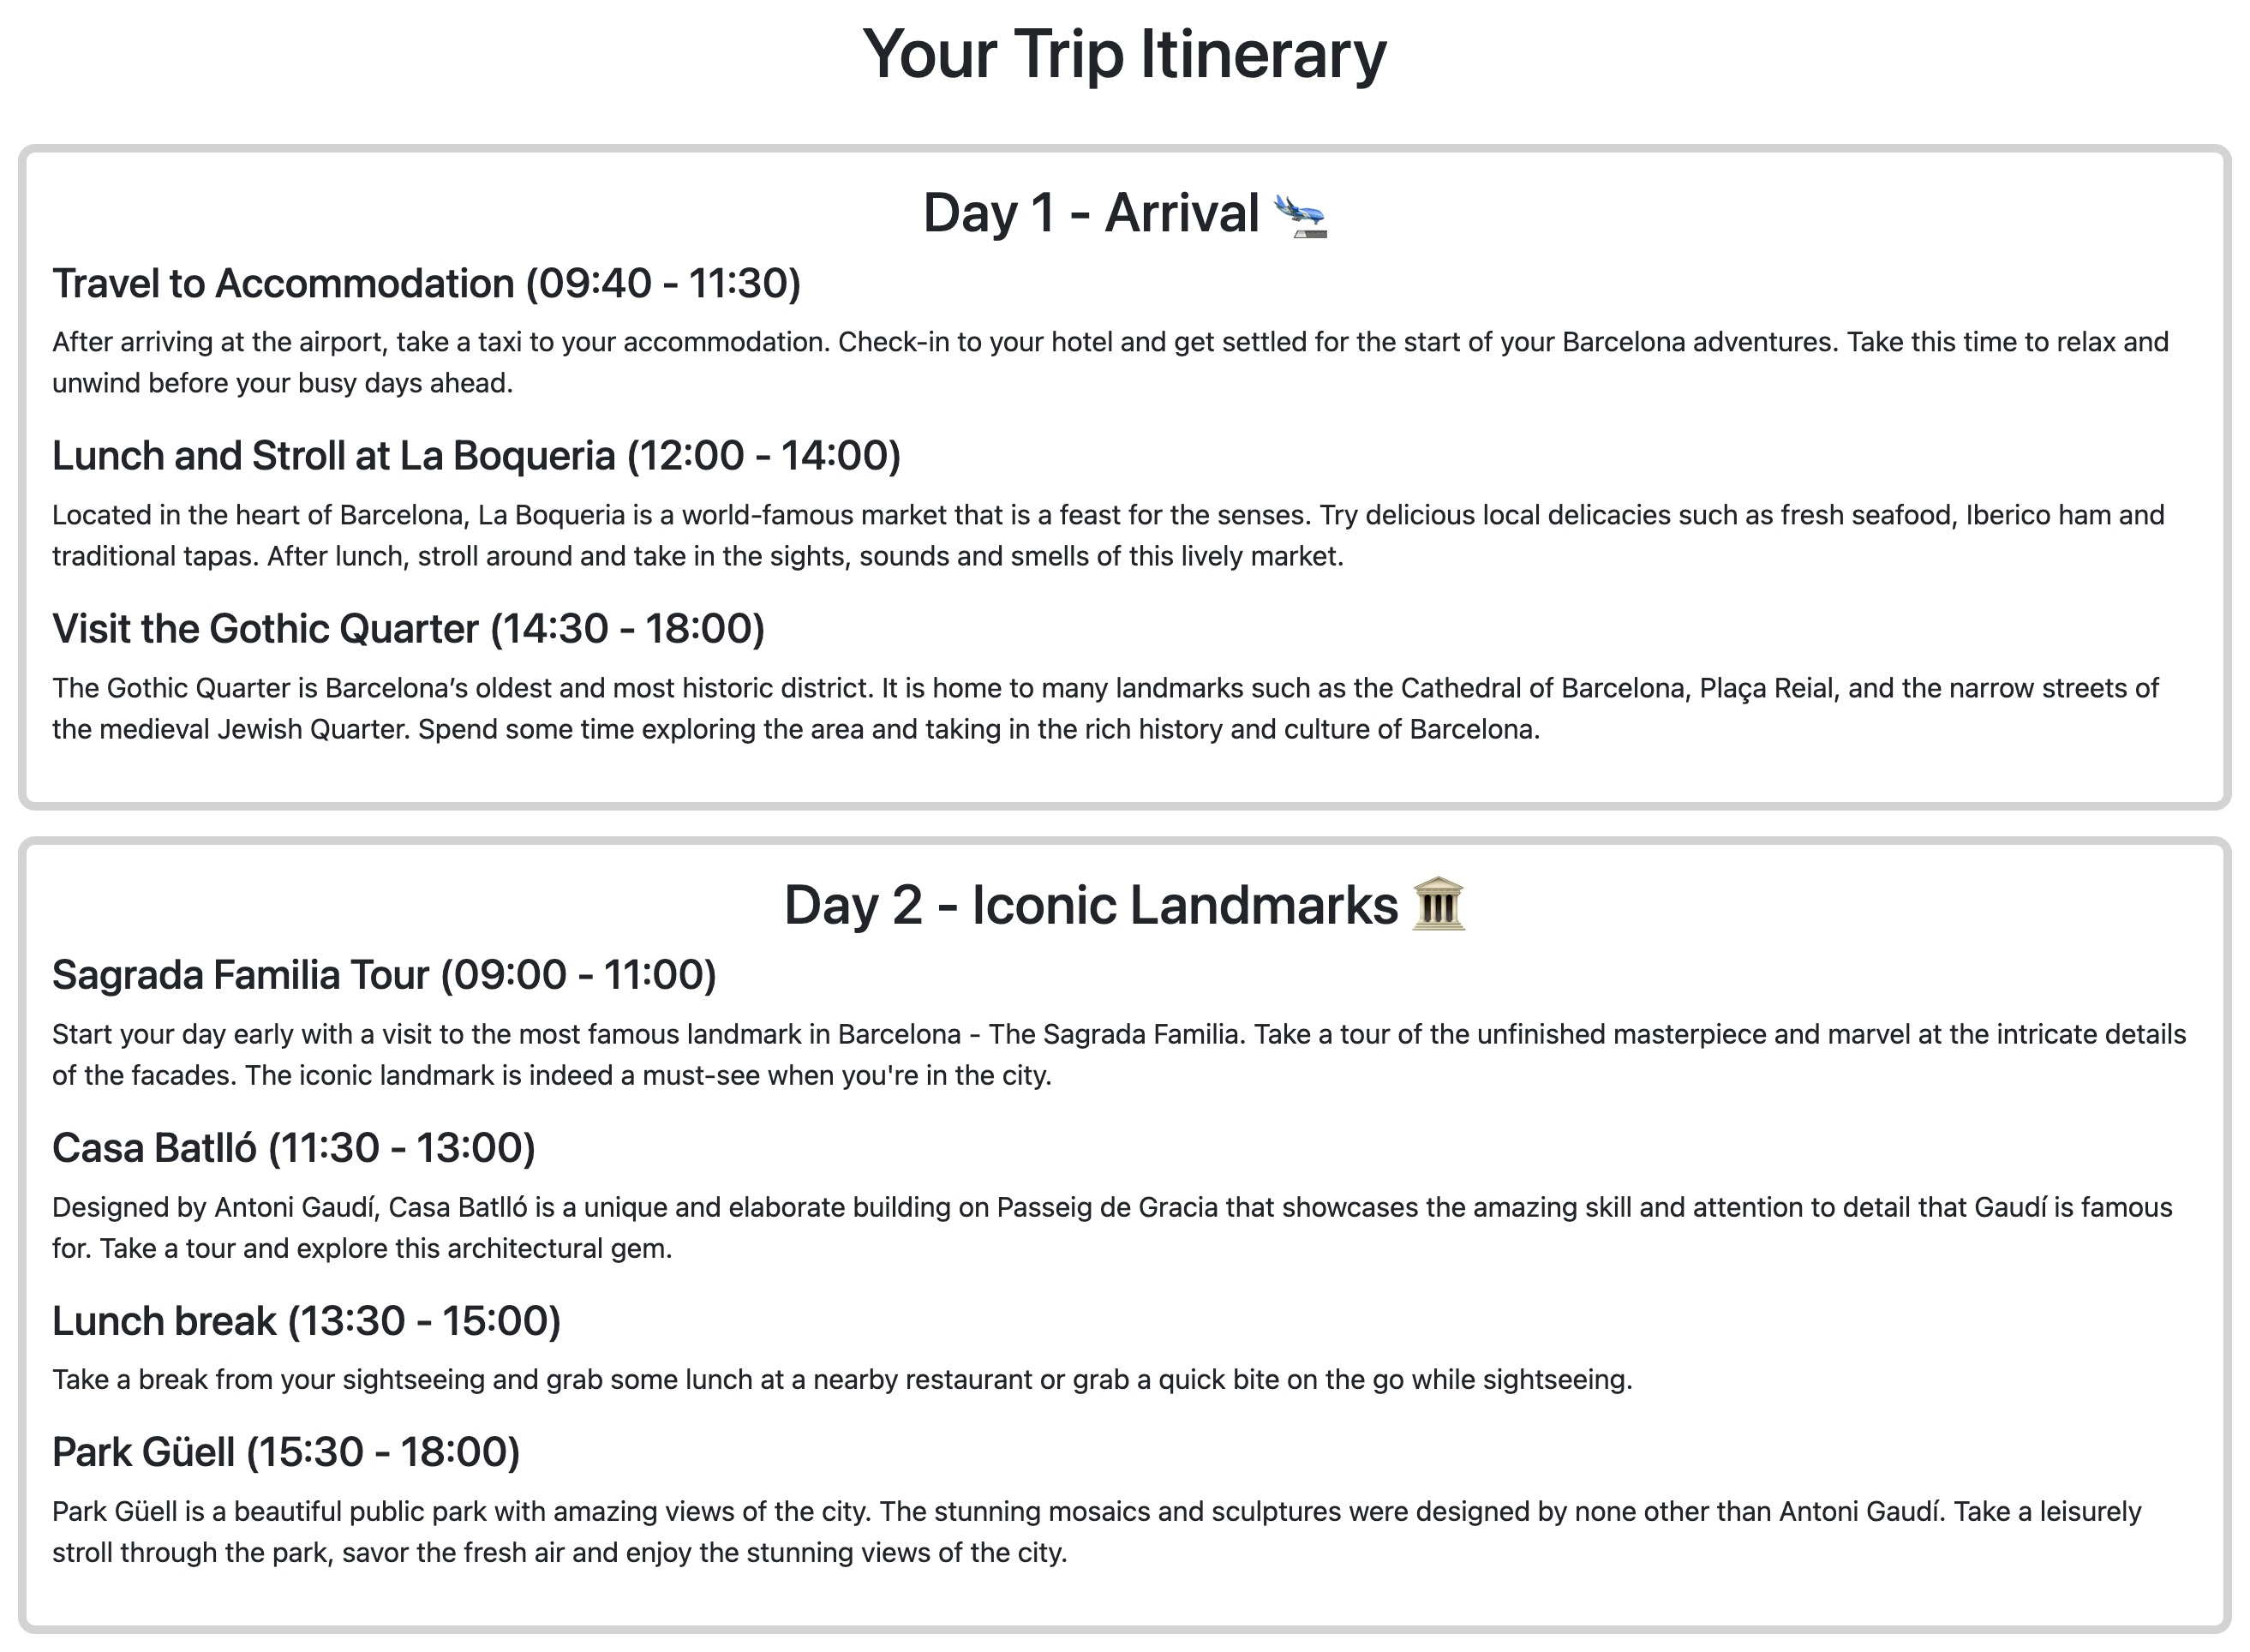 Your Trip Itinerary
Day 1 - Arrival 🛬
Travel to Accommodation (09:40 - 11:30)
After arriving at the airport, take a taxi to your accommodation. Check-in to your hotel and get settled for the start of your Barcelona adventures. Take this time to relax and
unwind before your busy days ahead.
Lunch and Stroll at La Boqueria (12:00 - 14:00)
Located in the heart of Barcelona, La Boqueria is a world-famous market that is a feast for the senses. Try delicious local delicacies such as fresh seafood, Iberico ham and
traditional tapas. After lunch, stroll around and take in the sights, sounds and smells of this lively market.
Visit the Gothic Quarter (14:30 - 18:00)
The Gothic Quarter is Barcelona’s oldest and most historic district. It is home to many landmarks such as the Cathedral of Barcelona, Plaça Reial, and the narrow streets of
the medieval Jewish Quarter. Spend some time exploring the area and taking in the rich history and culture of Barcelona.
Day 2 - Iconic Landmarks 🏛️
Sagrada Familia Tour (09:00 - 11:00)
Start your day early with a visit to the most famous landmark in Barcelona - The Sagrada Familia. Take a tour of the unfinished masterpiece and marvel at the intricate details
of the facades. The iconic landmark is indeed a must-see when you're in the city.
Casa Batlló (11:30 - 13:00)
Designed by Antoni Gaudí, Casa Batlló is a unique and elaborate building on Passeig de Gracia that showcases the amazing skill and attention to detail that Gaudí is famous
for. Take a tour and explore this architectural gem.
Lunch break (13:30 - 15:00)
Take a break from your sightseeing and grab some lunch at a nearby restaurant or grab a quick bite on the go while sightseeing.
Park Güell (15:30 - 18:00)
Park Güell is a beautiful public park with amazing views of the city. The stunning mosaics and sculptures were designed by none other than Antoni Gaudí. Take a leisurely
stroll through the park, savor the fresh air and enjoy the stunning views of the city.